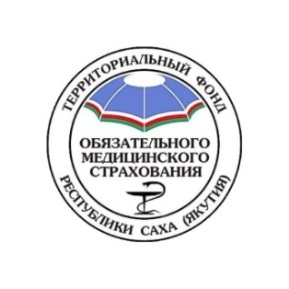 ТЕРРИТОРИАЛЬНЫЙ ФОНД
ОБЯЗАТЕЛЬНОГО
МЕДИЦИНСКОГО
СТРАХОВАНИЯ
РЕСПУБЛИКИ САХА (ЯКУТИЯ)